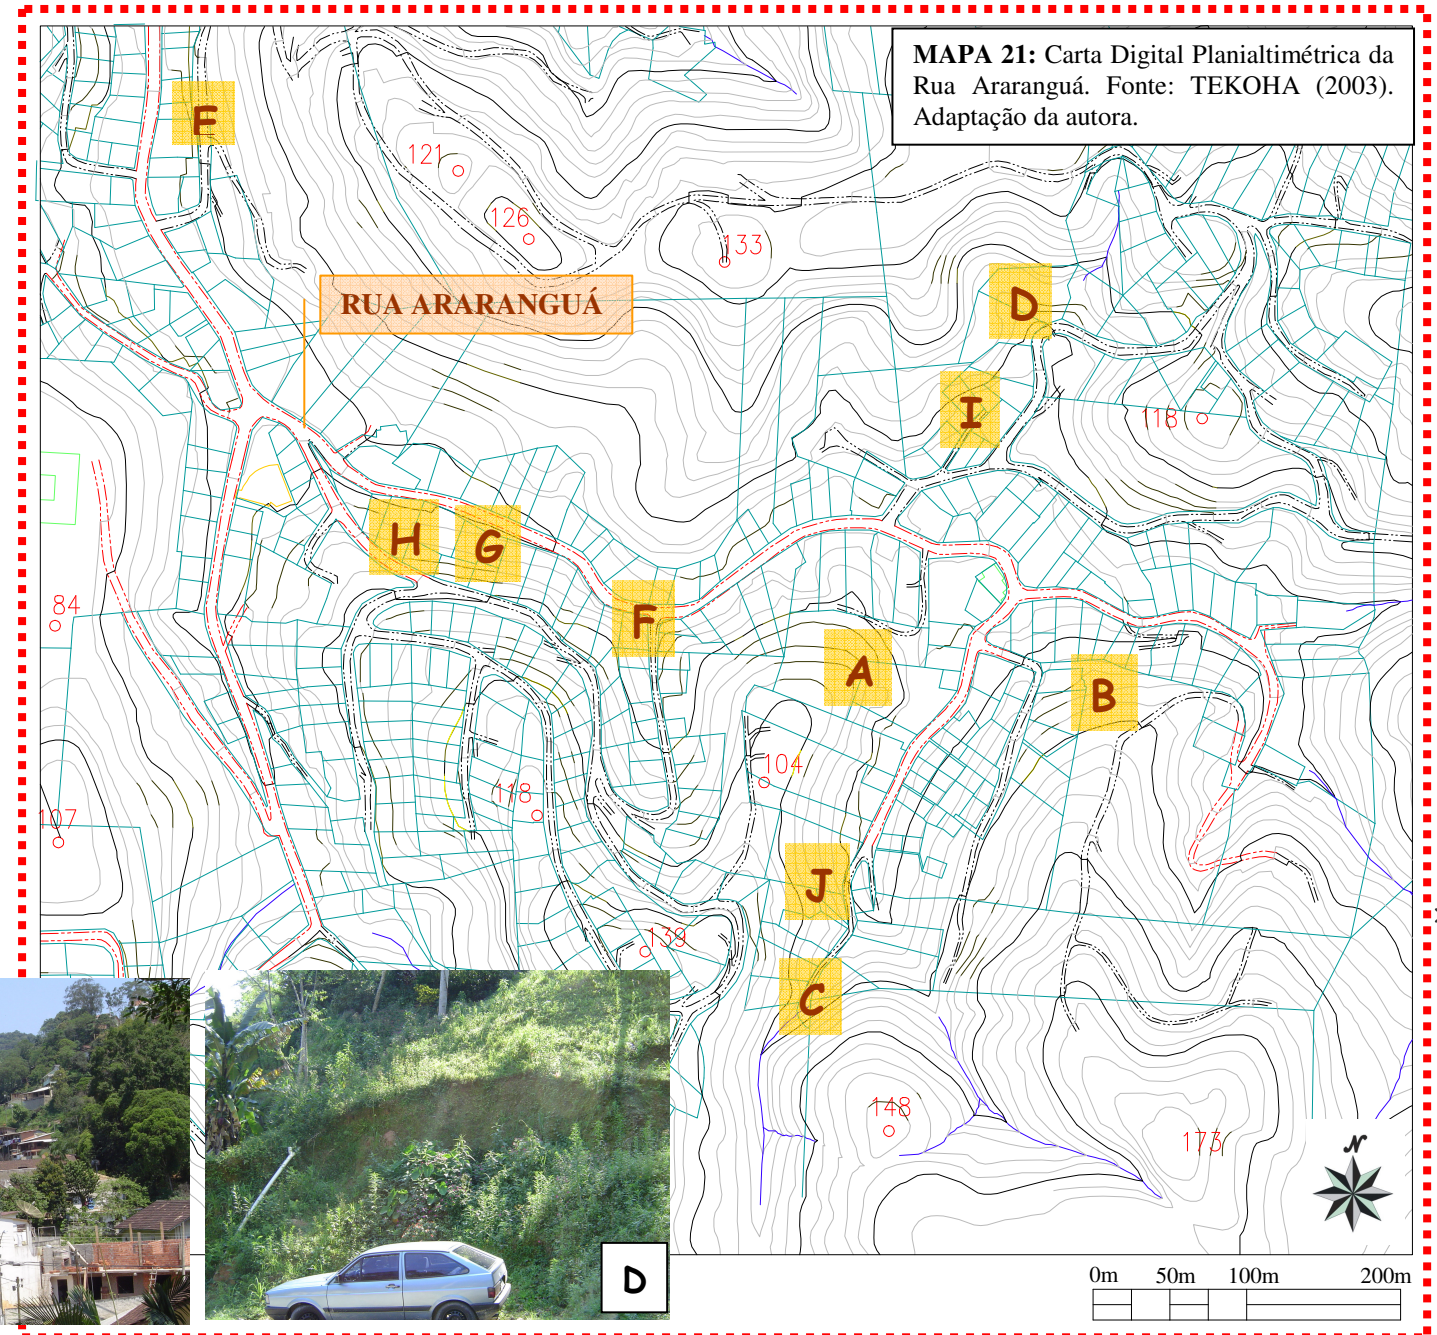 MAPA 21: Carta Digital Planialtimétrica da
Rua Araranguá. Fonte: TEKOHA (2003).
Adaptação da autora.
F
121
126
133
RUA ARARANGUÁ
D
I
118
H
G
F
84
A
B
104
118
107
J
139
C
148
173
N
D
0m 50m 100m 200m